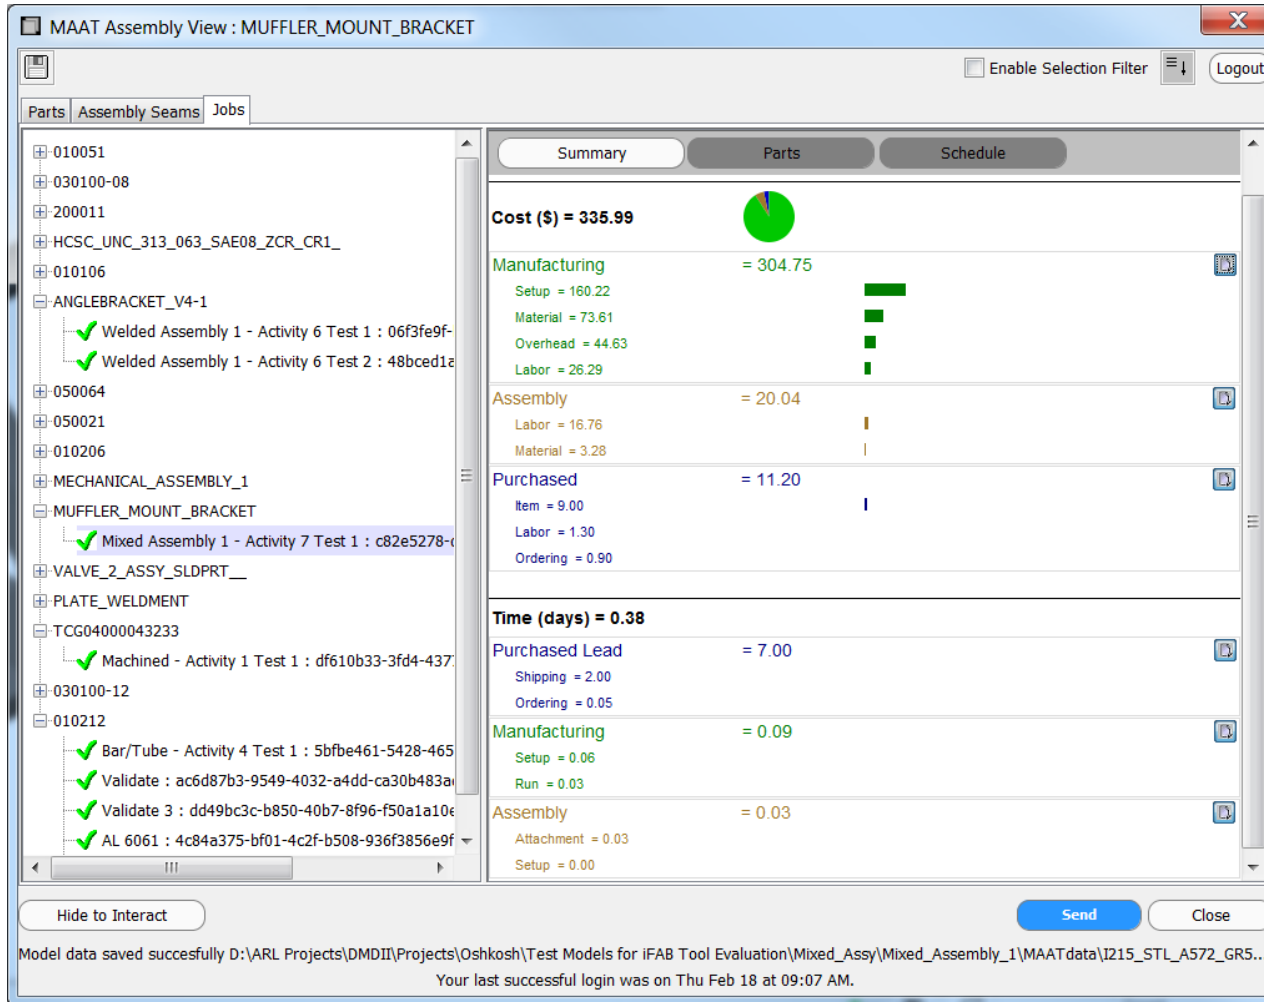 MAAT Assembly View : MUFFLER_MOUNT_BRACKET
X
Enable Selection Filter
Logout
Parts Assembly Seams Jobs
010051
030100-08
200011
HCSC_UNC_313_063_SAE08_ZCR_CR1_
010106
ANGLEBRACKET_V4-1
Welded Assembly 1 - Activity 6 Test 1 : 06f3fe9f-
Welded Assembly 1 - Activity 6 Test 2 : 48bced1a
050064
050021
010206
MECHANICAL_ASSEMBLY_1
MUFFLER_MOUNT_BRACKET
Mixed Assembly 1 - Activity 7 Test 1 : c82e5278-
VALVE_2_ASSY_SLDPRT__
PLATE_WELDMENT
TCG04000043233
Machined - Activity 1 Test 1 : df610b33-3fd4-437
030100-12
010212
Bar/Tube - Activity 4 Test 1 : 5bfbe461-5428-465
Validate : ac6d87b3-9549-4032-a4dd-ca30b483a
Validate 3 : dd49bc3c-b850-40b7-8f96-f50a1a10e
AL 6061 : 4c84a375-bf01-4c2f-b508-936f3856e9f
Summary Parts Schedule
Cost ($) = 335.99
Manufacturing = 304.75
Setup = 160.22
Material = 73.61
Overhead = 44.63
Labor = 26.29
Assembly = 20.04
Labor = 16.76
Material = 3.28
Purchased = 11.20
Item = 9.00
Labor = 1.30
Ordering = 0.90
Time (days) = 0.38
Purchased Lead = 7.00
Shipping = 2.00
Ordering = 0.05
Manufacturing = 0.09
Setup = 0.06
Run = 0.03
Assembly = 0.03
Attachment = 0.03
Setup = 0.00
Hide to Interact
Send
Close
Model data saved succesfully D:\ARL Projects\DMDII\Projects\Oshkosh\Test Models for iFAB Tool Evaluation\Mixed_Assy\Mixed_Assembly_1\MAATdata\I215_STL_A572_GR5...
Your last successful login was on Thu Feb 18 at 09:07 AM.